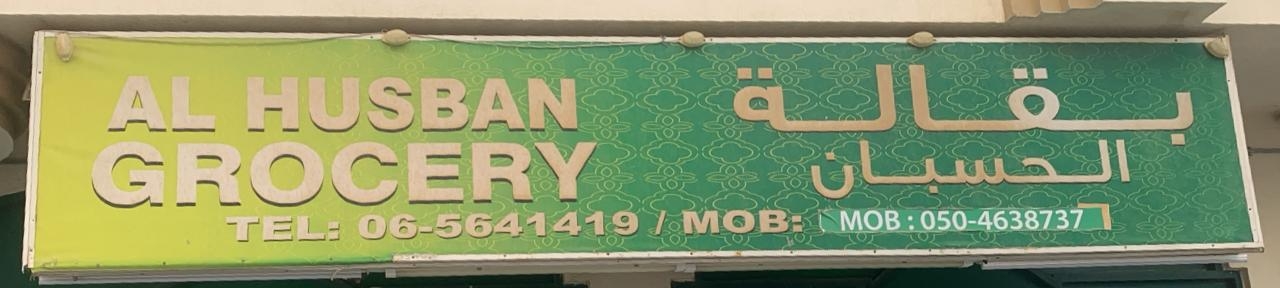 AL HUSBAN
GROCERY
بقالة
الحسبان
TEL: 06-5641419 / MOB: MOB : 050-4638737